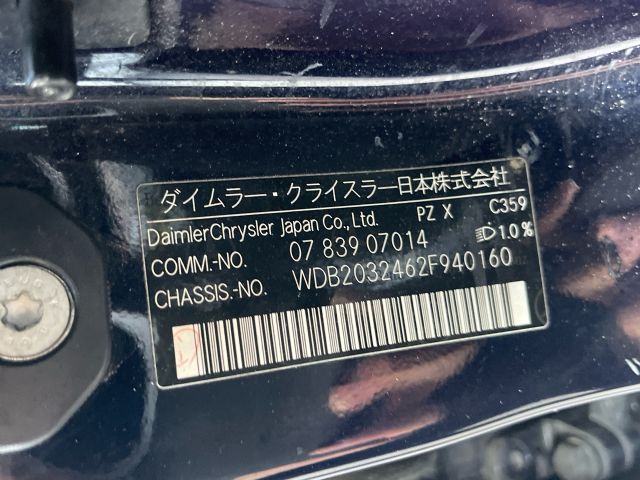 ダイムラー・クライスラー日本株式会社
DaimlerChrysler Japan Co., Ltd. PZ X C359
COMM.-NO. 07 839 07014 1.0%
CHASSIS.-NO. WDB2032462F940160